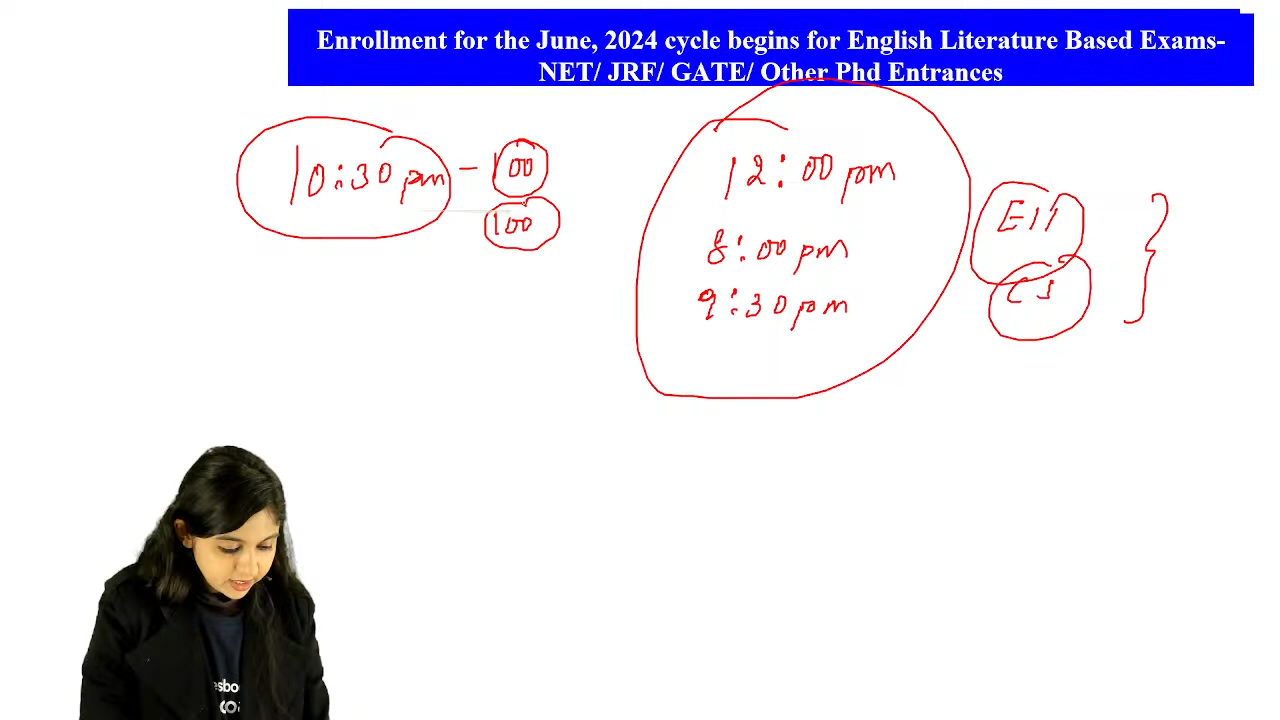 Enrollment for the June, 2024 cycle begins for English Literature Based Exams-
NET/ JRF/ GATE/ Other Phd Entrances
10:30 pm - 100
100
12:00 pm
8:00 pm
9:30 pm